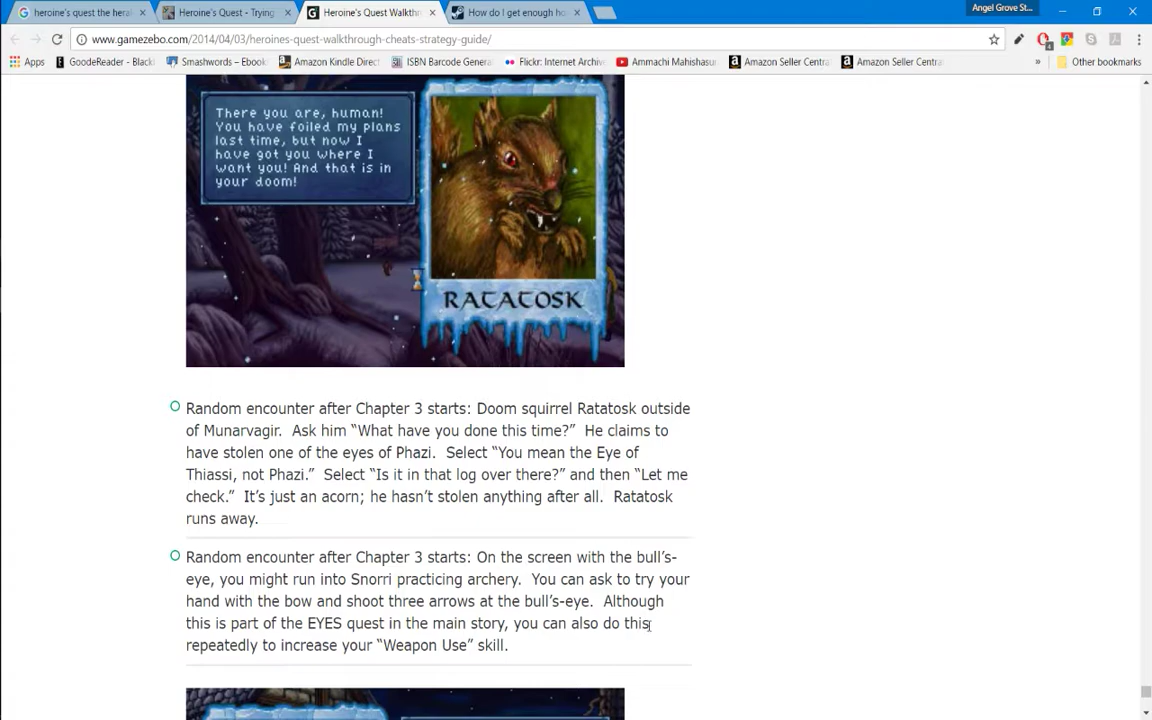 heroine's quest the hera
Heroine's Quest - Trying
Heroine's Quest Walkthr
How do I get enough ho
Angel Grove St...
www.gamezebo.com/2014/04/03/heroines-quest-walkthrough-cheats-strategy-guide/
Apps GoodeReader - Black Smashwords – Ebook Amazon Kindle Direct ISBN Barcode Genera Flickr: Internet Archive Ammachi Mahishasu Amazon Seller Centra Amazon Seller Centra » Other bookmarks
There you are, human!
You have foiled my plans
last time, but now I
have got you where I
want you! And that is in
your doom!
RATATOSK
Random encounter after Chapter 3 starts: Doom squirrel Ratatosk outside
of Munarvagir. Ask him “What have you done this time?” He claims to
have stolen one of the eyes of Phazi. Select “You mean the Eye of
Thiassi, not Phazi.” Select “Is it in that log over there?” and then “Let me
check.” It’s just an acorn; he hasn’t stolen anything after all. Ratatosk
runs away.
Random encounter after Chapter 3 starts: On the screen with the bull’s-
eye, you might run into Snorri practicing archery. You can ask to try your
hand with the bow and shoot three arrows at the bull’s-eye. Although
this is part of the EYES quest in the main story, you can also do this
repeatedly to increase your “Weapon Use” skill.